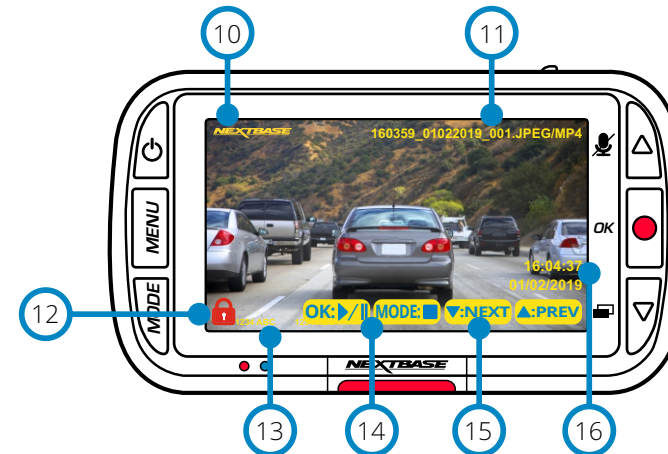 10 11
NEXTBASE 160359_01022019_001.JPEG/MP4
MENU
OK
16:04:37
01/02/2019
12 MODE
OK: MODE: :NEXT :PREV
NEXTBASE
13 14 15 16